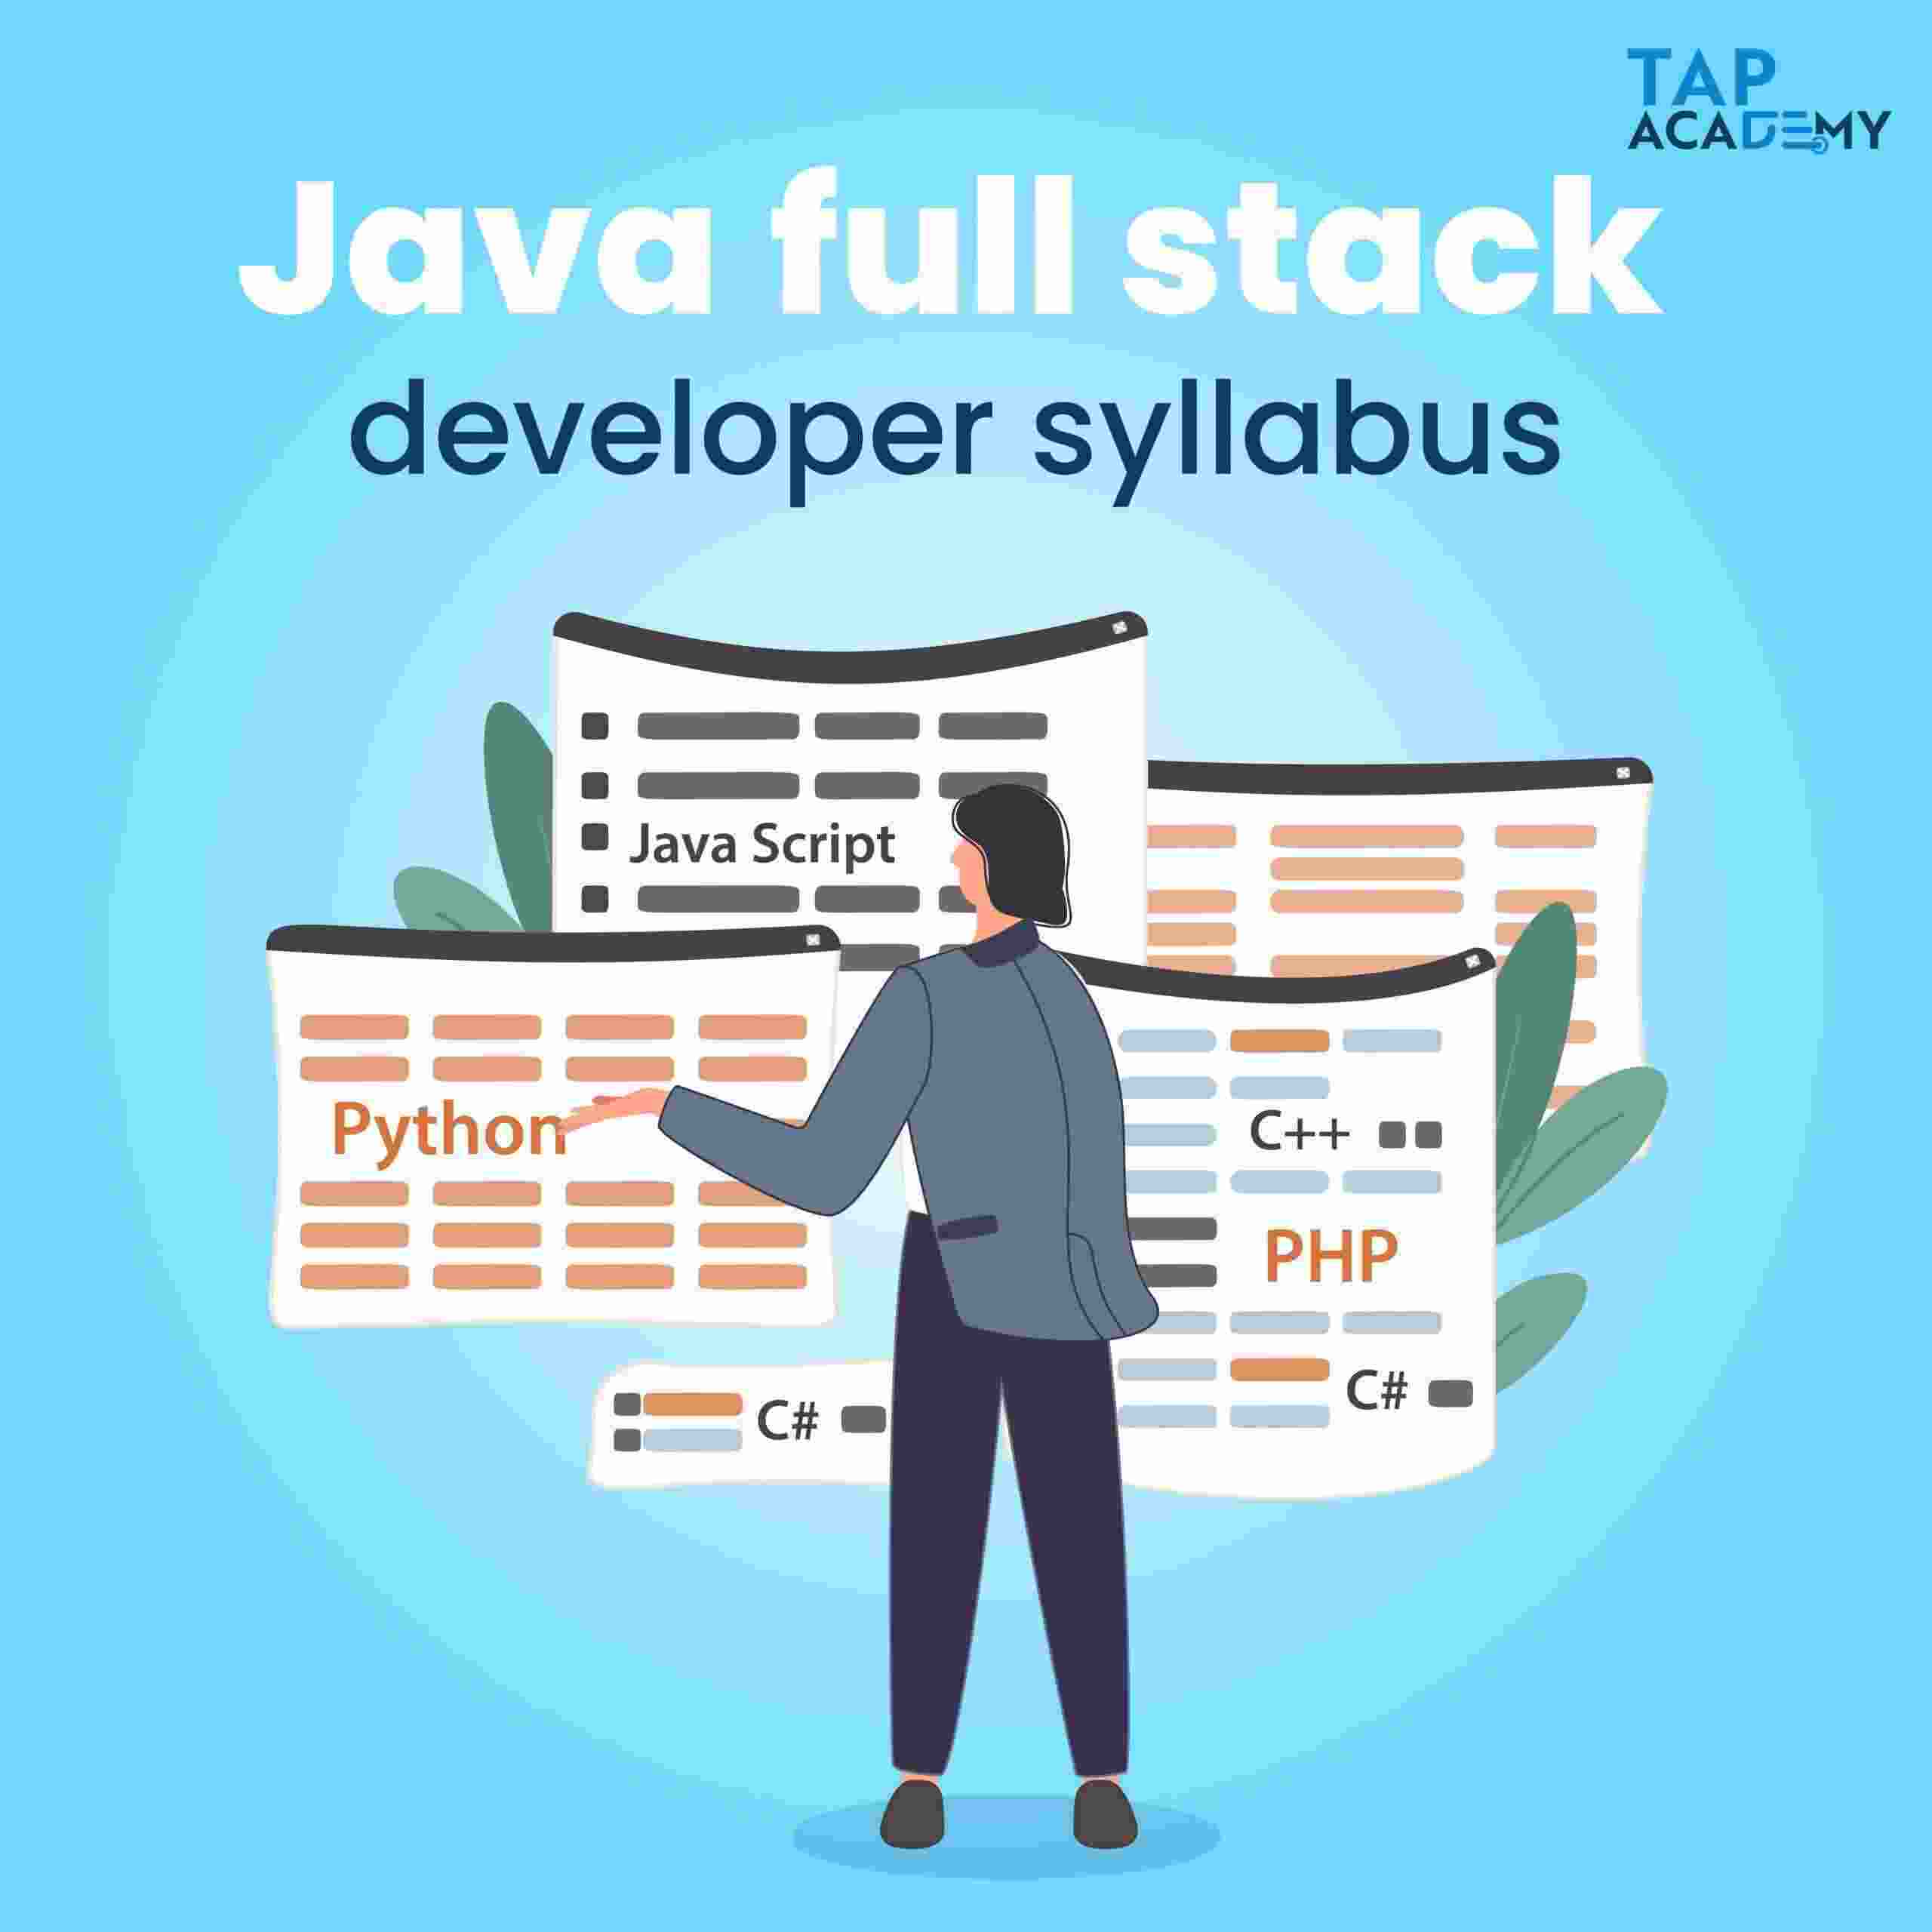 TAP
ACADEMY
Java full stack
developer syllabus
Java Script
Python
C++
PHP
C#
C#